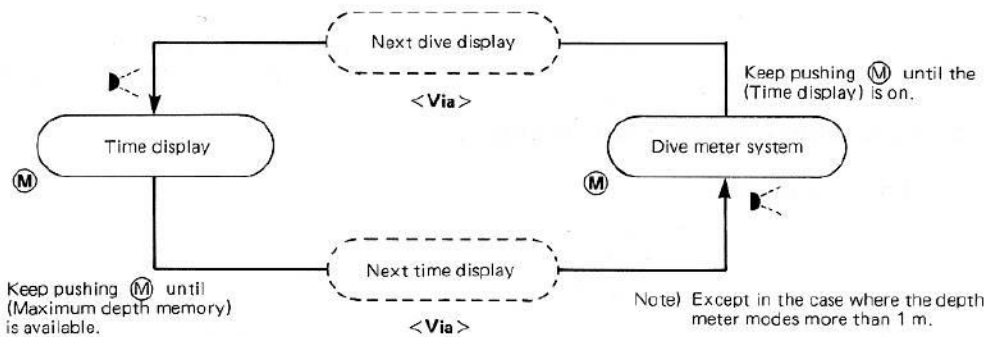 Next dive display
<Via>
Keep pushing Ⓜ until the
(Time display) is on.
Time display
Ⓜ
Dive meter system
Ⓜ
Next time display
<Via>
Keep pushing Ⓜ until
(Maximum depth memory)
is available.
Note) Except in the case where the depth
meter modes more than 1 m.